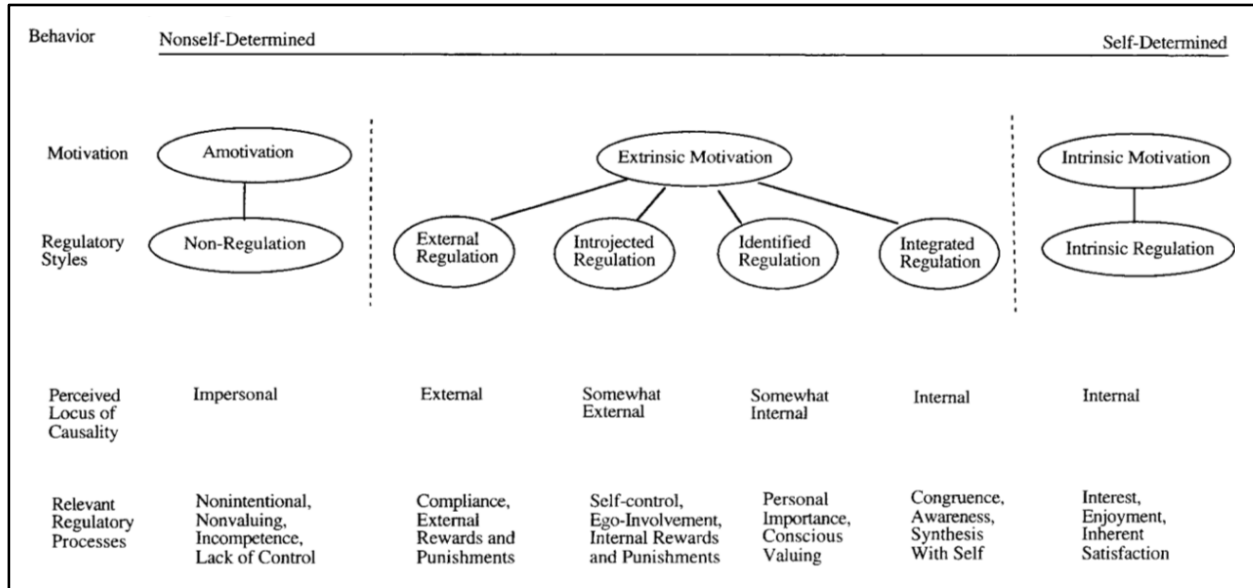 Behavior Nonself-Determined Self-Determined
Motivation Amotivation Extrinsic Motivation Intrinsic Motivation
Regulatory
Styles
Non-Regulation
External
Regulation
Introjected
Regulation
Identified
Regulation
Integrated
Regulation
Intrinsic Regulation
Perceived
Locus of
Causality
Impersonal
External
Somewhat
External
Somewhat
Internal
Internal
Internal
Relevant
Regulatory
Processes
Nonintentional,
Nonvaluing,
Incompetence,
Lack of Control
Compliance,
External
Rewards and
Punishments
Self-control,
Ego-Involvement,
Internal Rewards
and Punishments
Personal
Importance,
Conscious
Valuing
Congruence,
Awareness,
Synthesis
With Self
Interest,
Enjoyment,
Inherent
Satisfaction